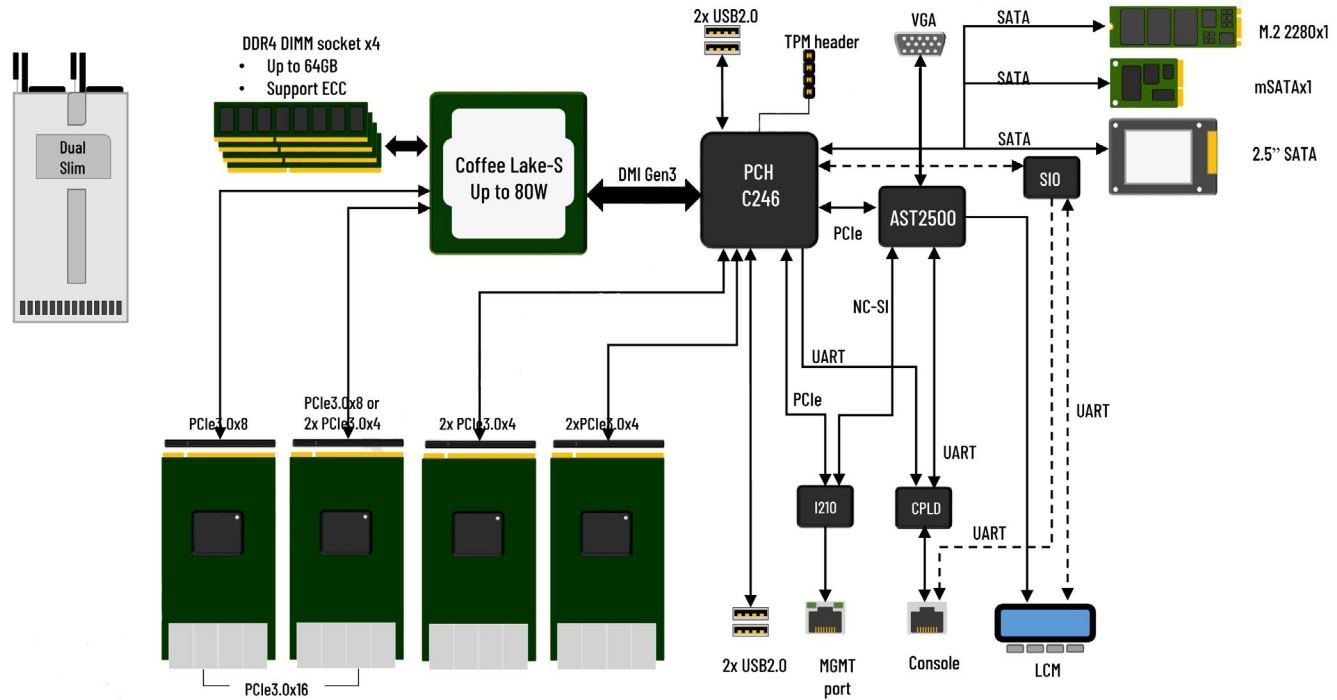 2x USB2.0
VGA
SATA
M.2 2280x1
DDR4 DIMM socket x4
• Up to 64GB
• Support ECC
TPM header
SATA
mSATAx1
Dual
Slim
Coffee Lake-S
Up to 80W
DMI Gen3
PCH
C246
SATA
2.5” SATA
SIO
PCIe
AST2500
NC-SI
UART
PCIe
UART
UART
PCIe3.0x8
PCIe3.0x8 or
2x PCIe3.0x4
2x PCIe3.0x4
2xPCIe3.0x4
I210
CPLD
UART
PCIe3.0x16
2x USB2.0
MGMT
port
Console
LCM